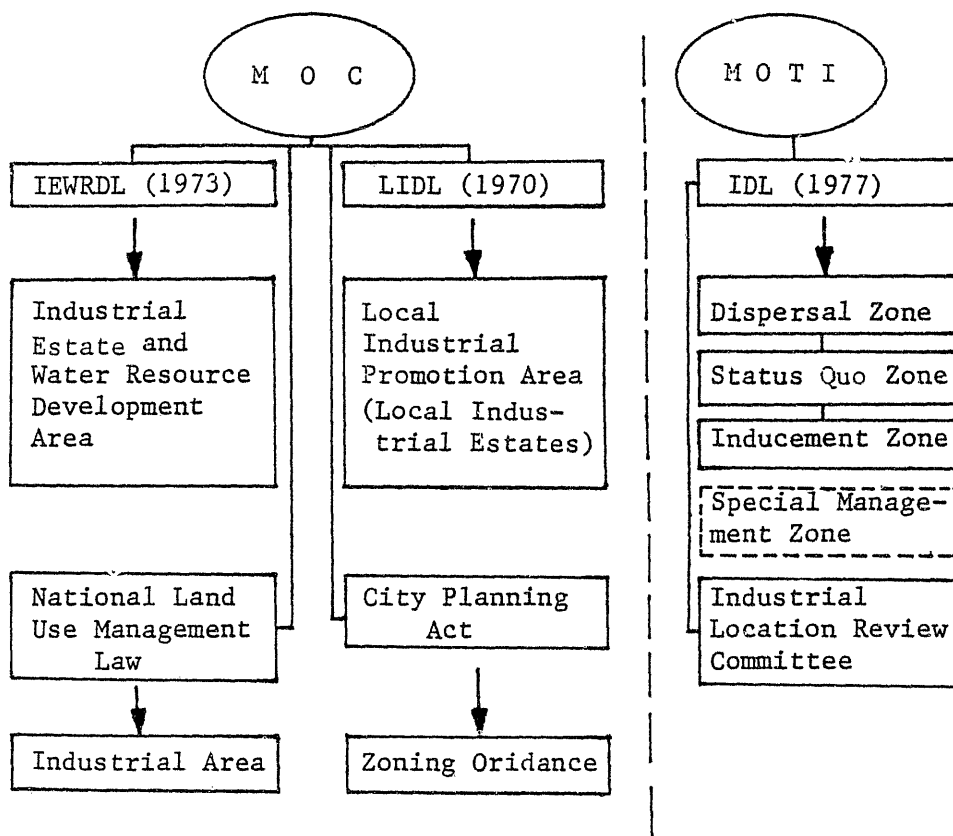 M O C
IEWRDL (1973)
LIDL (1970)
Industrial
Estate and
Water Resource
Development
Area
Local
Industrial
Promotion Area
(Local Indus-
trial Estates)
National Land
Use Management
Law
City Planning
Act
Industrial Area
Zoning Oridance
M O T I
IDL (1977)
Dispersal Zone
Status Quo Zone
Inducement Zone
Special Manage-
ment Zone
Industrial
Location Review
Committee